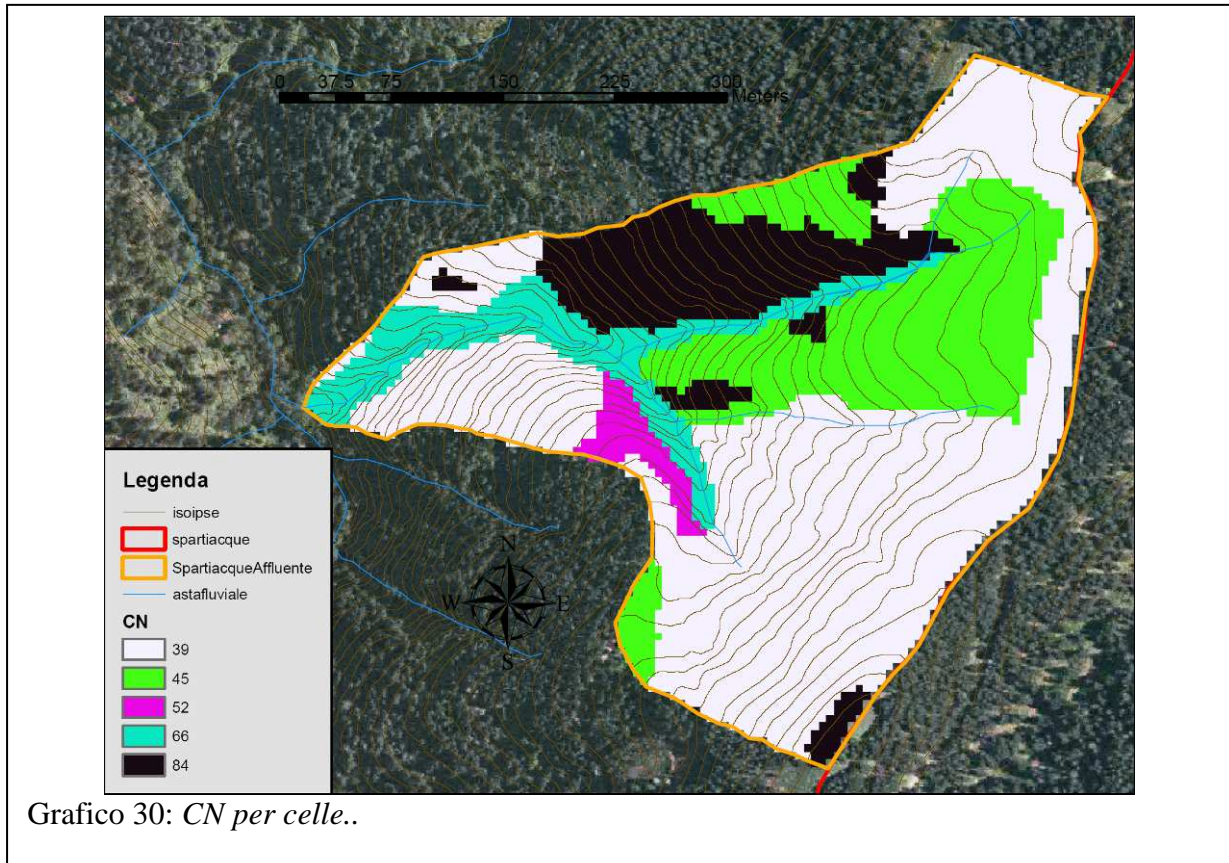 0 37.5 75 150 225 300
Meters
Legenda
isoipse
spartiacque
SpartiacqueAffluente
astafluviale
CN
39
45
52
66
84
N
W E
S
Grafico 30: CN per celle..